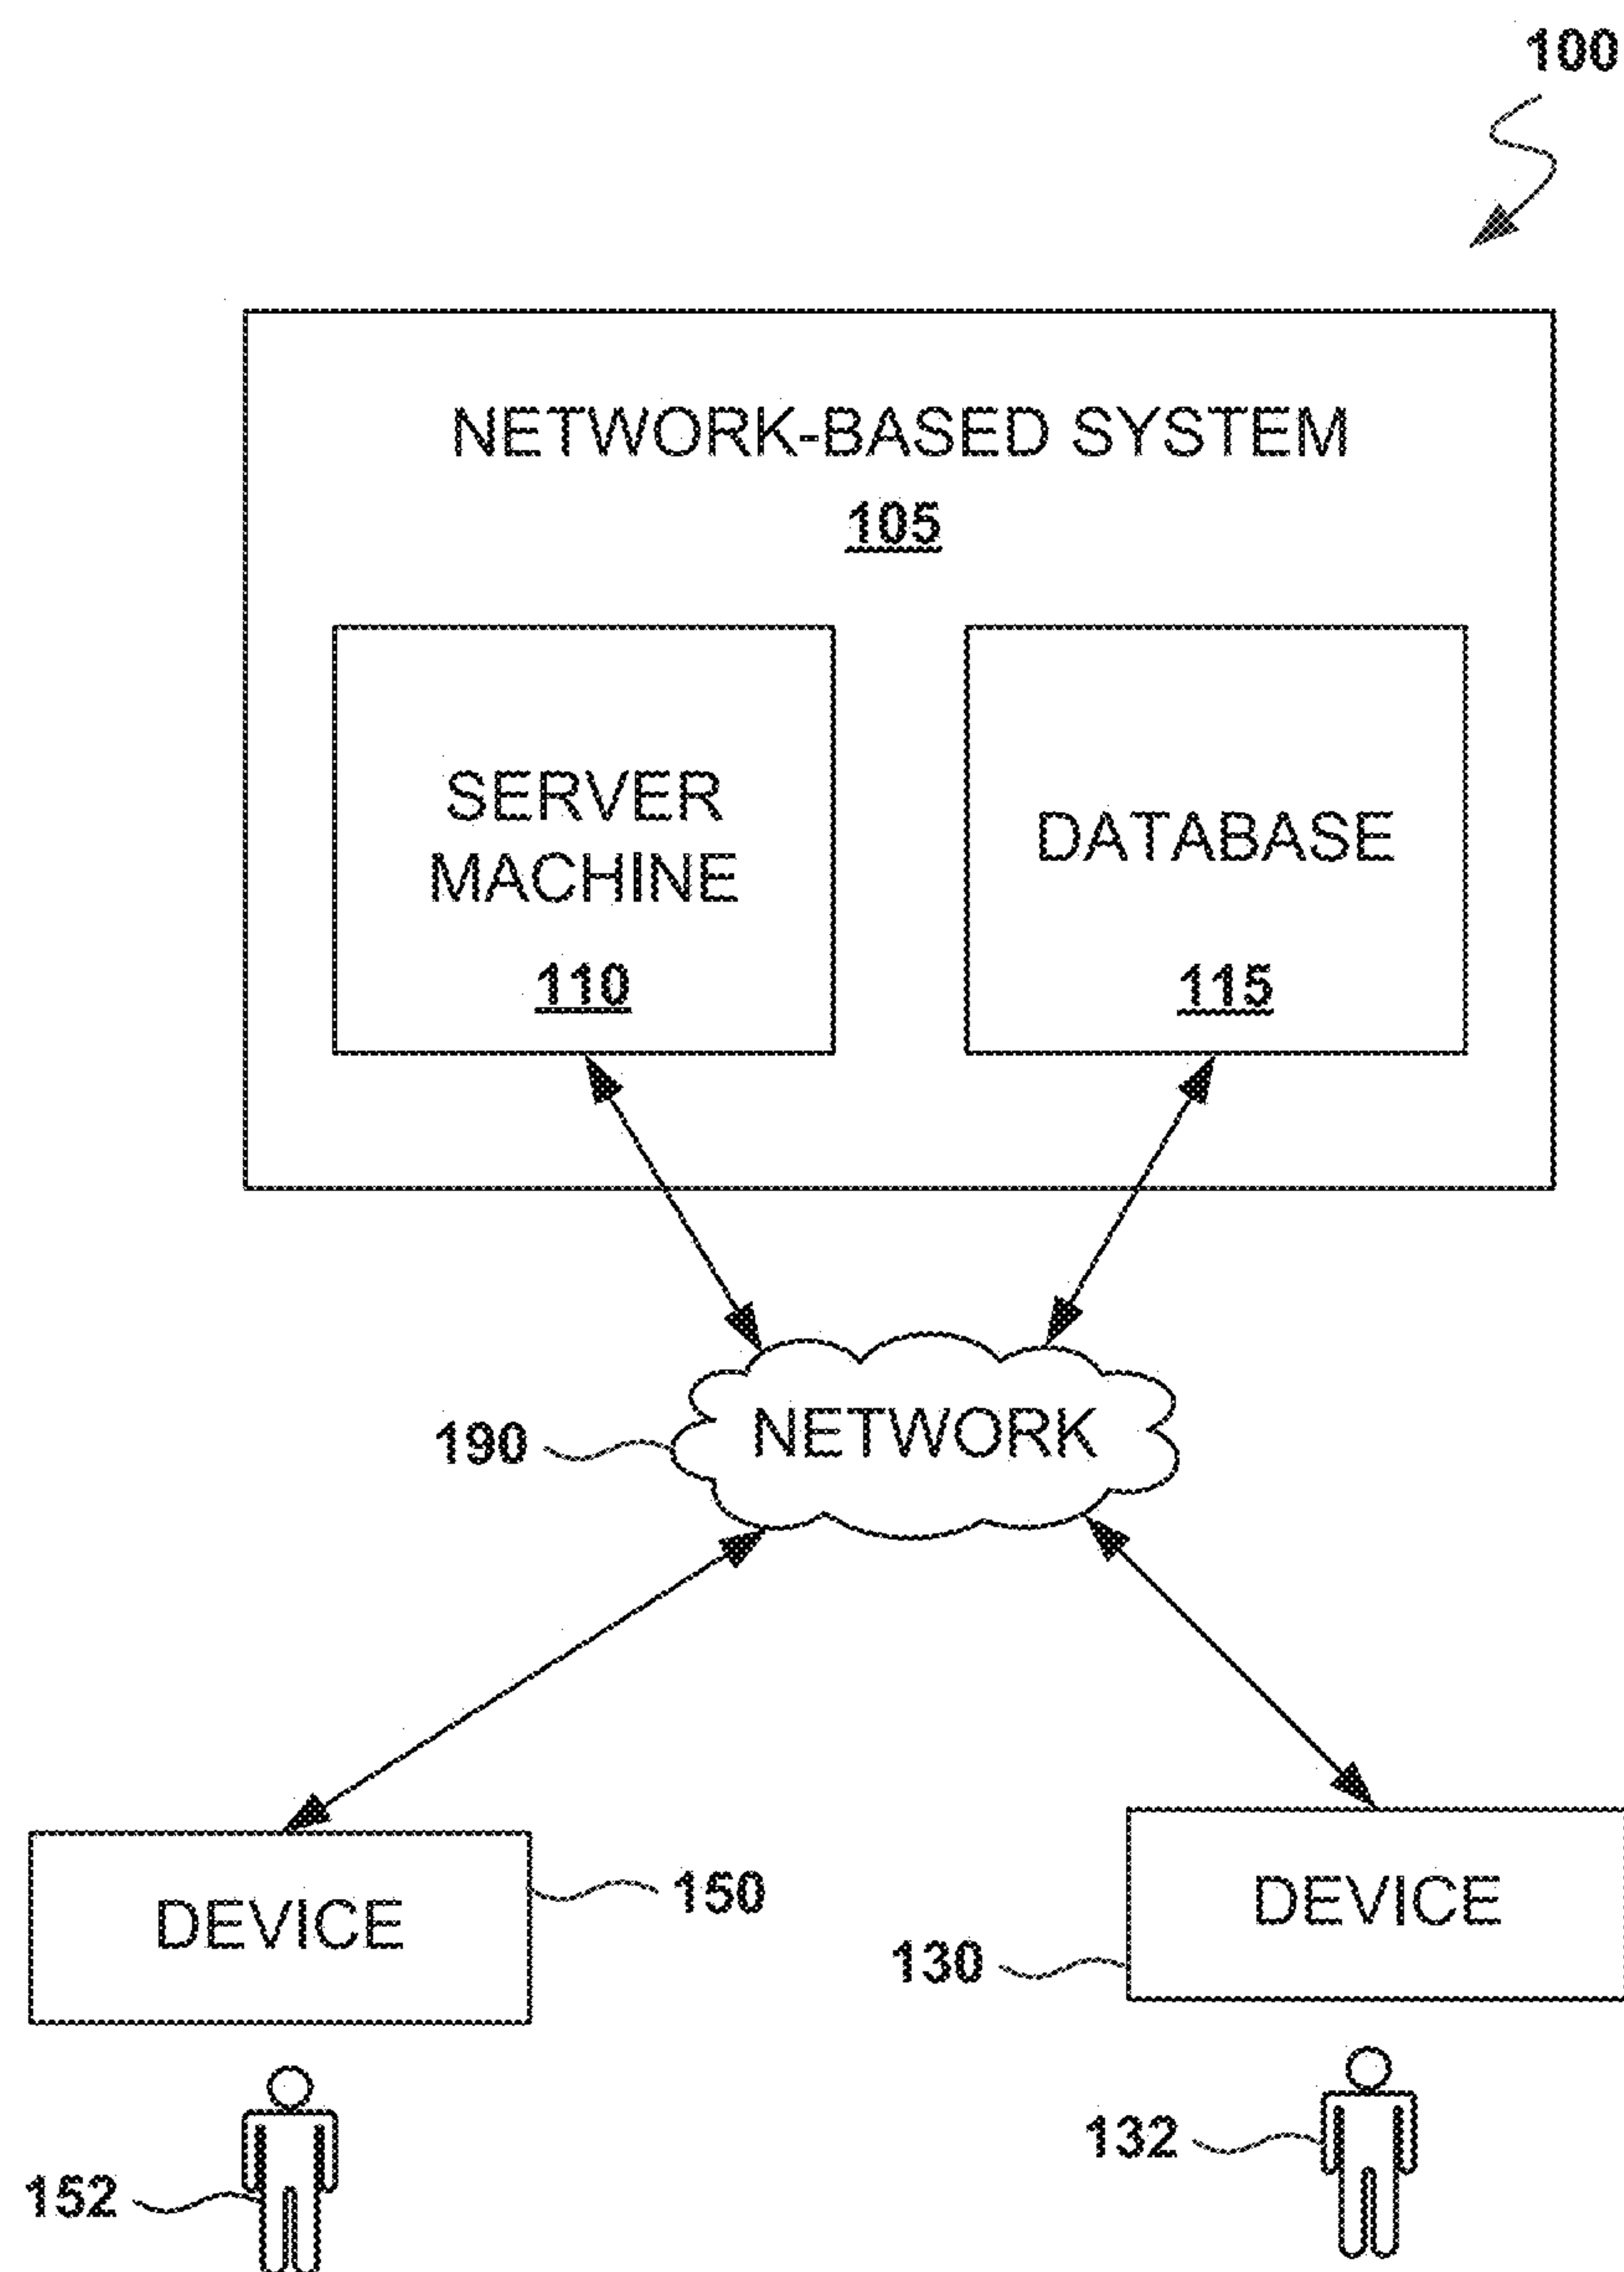 100
NETWORK-BASED SYSTEM
105
SERVER
MACHINE
110
DATABASE
115
190
NETWORK
DEVICE
150
130
DEVICE
152
132